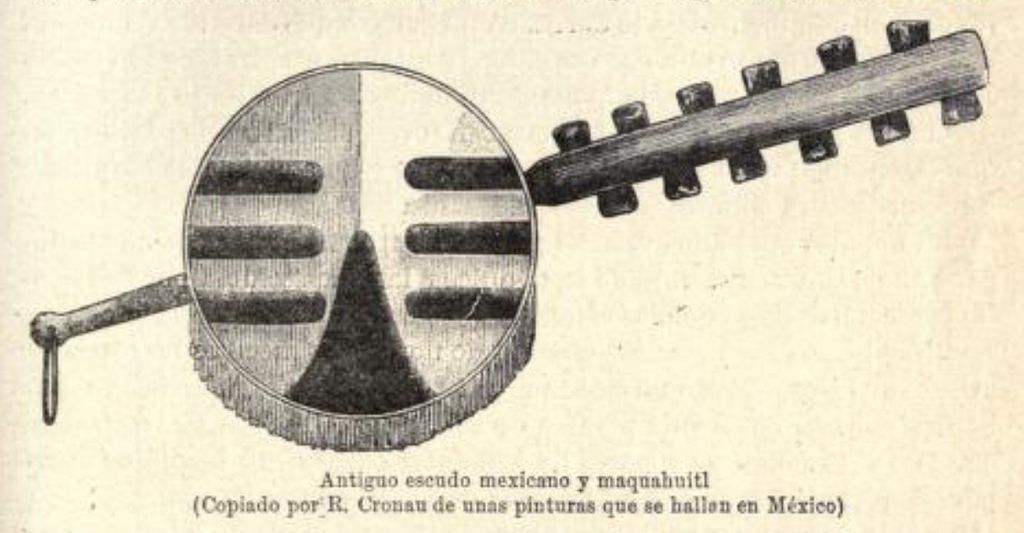 Antiguo escudo mexicano y maquahuitl
(Copiado por R. Cronau de unas pinturas que se hallan en México)